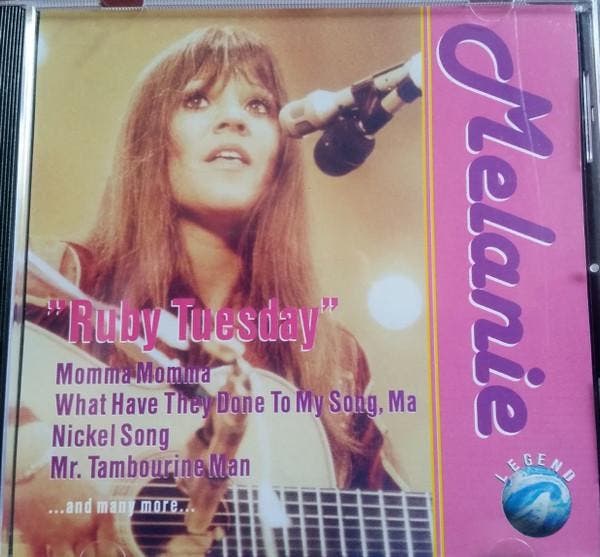 Melanie
"Ruby Tuesday"
Momma Momma
What Have They Done To My Song, Ma
Nickel Song
Mr. Tambourine Man
...and many more...
LEGEND